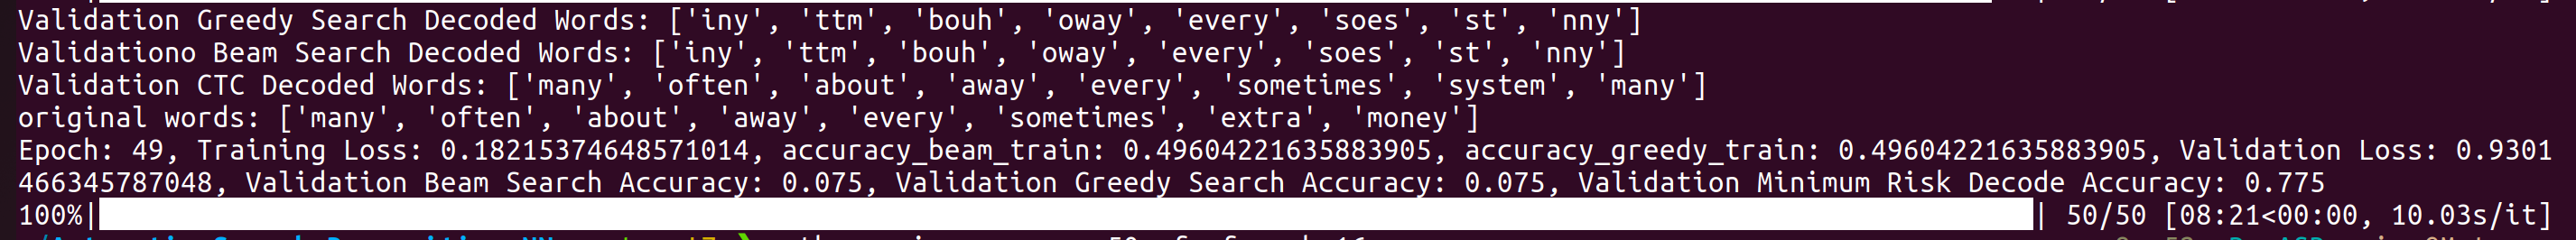 Validation Greedy Search Decoded Words: ['iny', 'ttm', 'bouh', 'oway', 'every', 'soes', 'st', 'nny']
Validationo Beam Search Decoded Words: ['iny', 'ttm', 'bouh', 'oway', 'every', 'soes', 'st', 'nny']
Validation CTC Decoded Words: ['many', 'often', 'about', 'away', 'every', 'sometimes', 'system', 'many']
original words: ['many', 'often', 'about', 'away', 'every', 'sometimes', 'extra', 'money']
Epoch: 49, Training Loss: 0.18215374648571014, accuracy_beam_train: 0.49604221635883905, accuracy_greedy_train: 0.49604221635883905, Validation Loss: 0.9301
466345787048, Validation Beam Search Accuracy: 0.075, Validation Greedy Search Accuracy: 0.075, Validation Minimum Risk Decode Accuracy: 0.775
100%| | 50/50 [08:21<00:00, 10.03s/it]